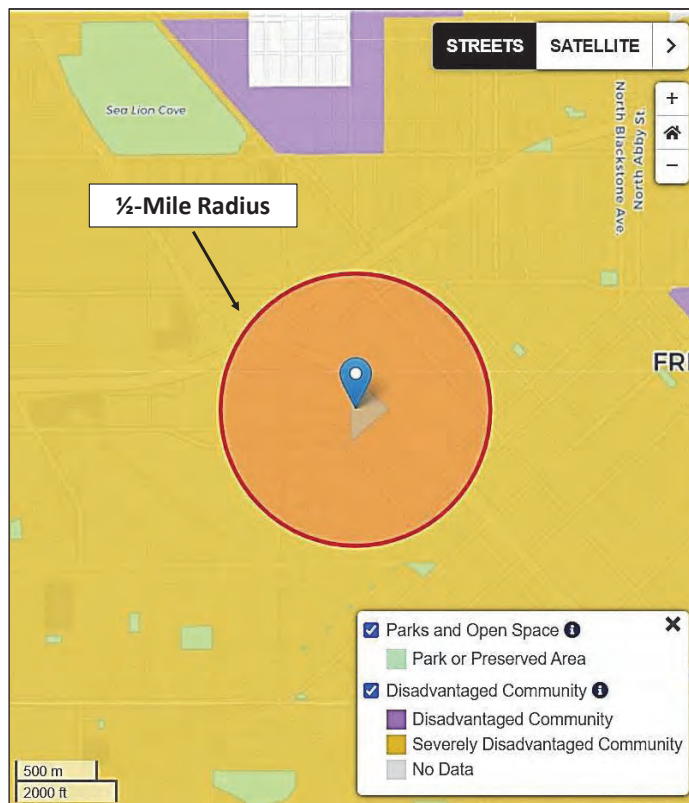 STREETS
SATELLITE
Sea Lion Cove
North Blackstone Ave.
North Abby St.
½-Mile Radius
FRE
Parks and Open Space
Park or Preserved Area
Disadvantaged Community
Disadvantaged Community
Severely Disadvantaged Community
No Data
500 m
2000 ft